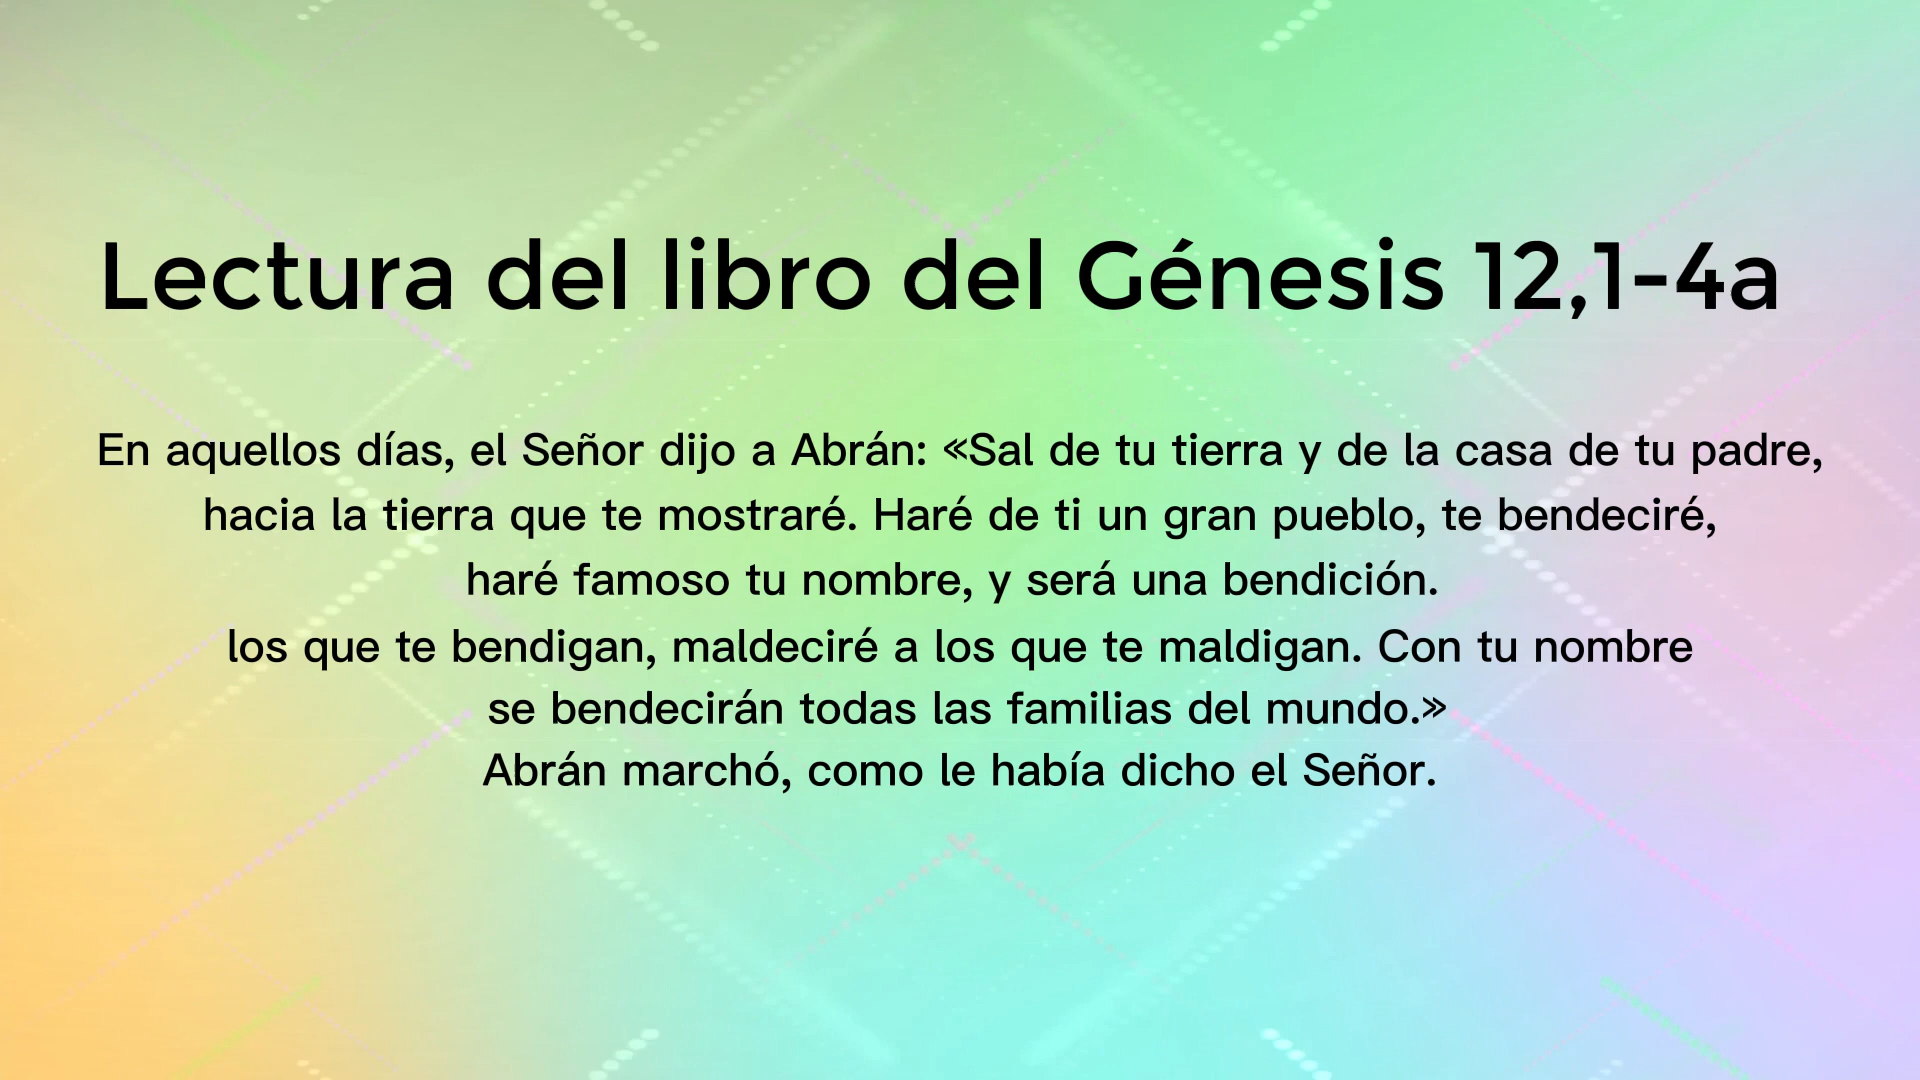 Lectura del libro del Génesis 12,1-4a
En aquellos días, el Señor dijo a Abrán: «Sal de tu tierra y de la casa de tu padre,
hacia la tierra que te mostraré. Haré de ti un gran pueblo, te bendeciré,
haré famoso tu nombre, y será una bendición.
los que te bendigan, maldeciré a los que te maldigan. Con tu nombre
se bendecirán todas las familias del mundo.»
Abrán marchó, como le había dicho el Señor.